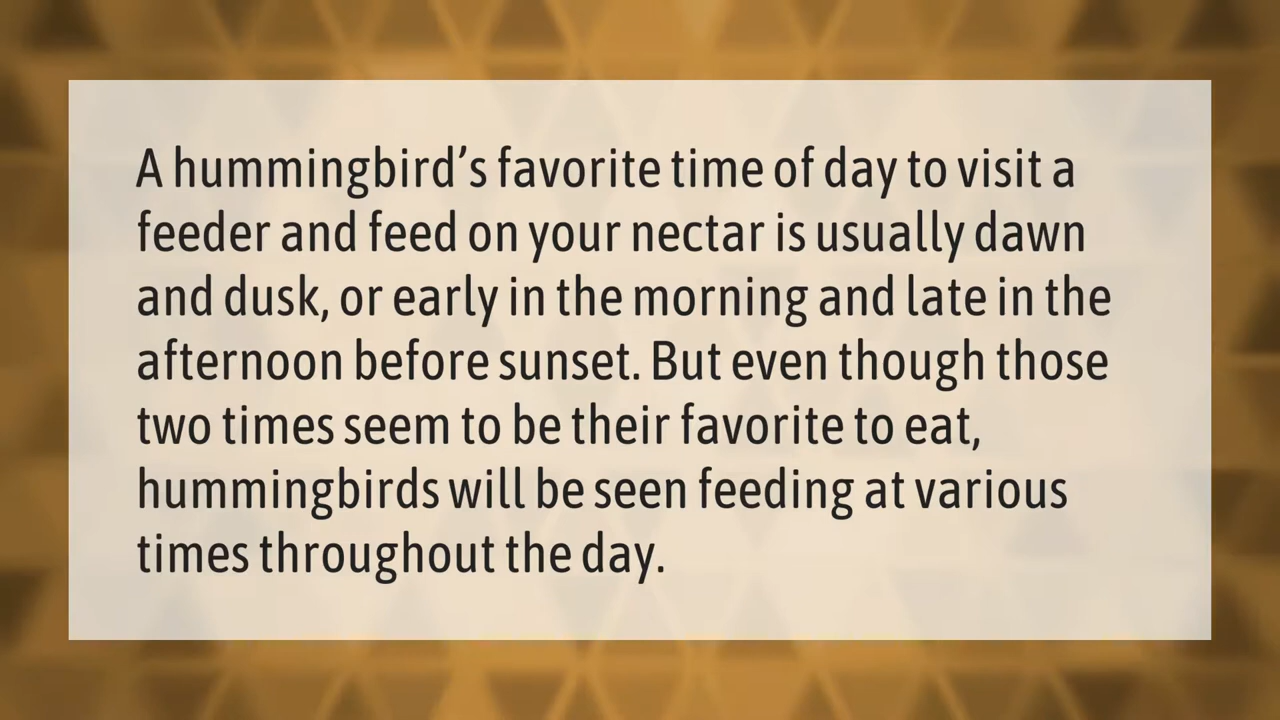 A hummingbird’s favorite time of day to visit a
feeder and feed on your nectar is usually dawn
and dusk, or early in the morning and late in the
afternoon before sunset. But even though those
two times seem to be their favorite to eat,
hummingbirds will be seen feeding at various
times throughout the day.